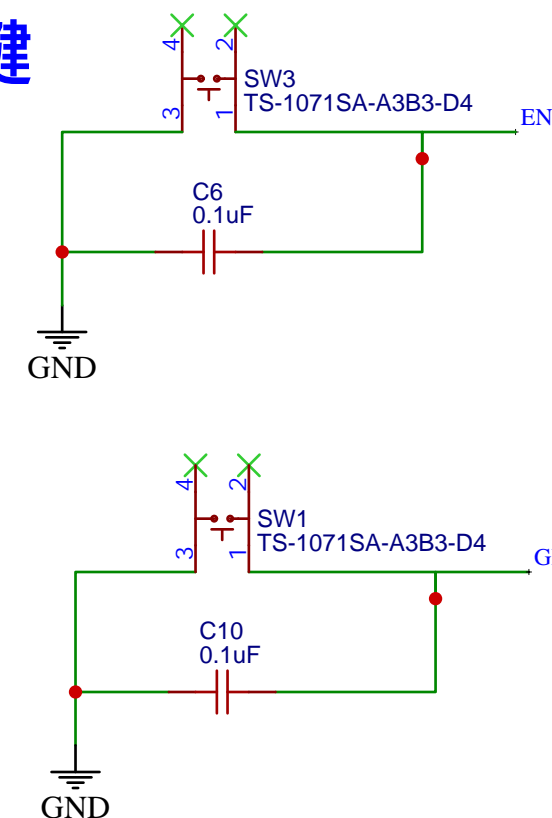 键
4
2
SW3
TS-1071SA-A3B3-D4
3
1
EN
C6
0.1uF
GND
4
2
SW1
TS-1071SA-A3B3-D4
3
1
G
C10
0.1uF
GND